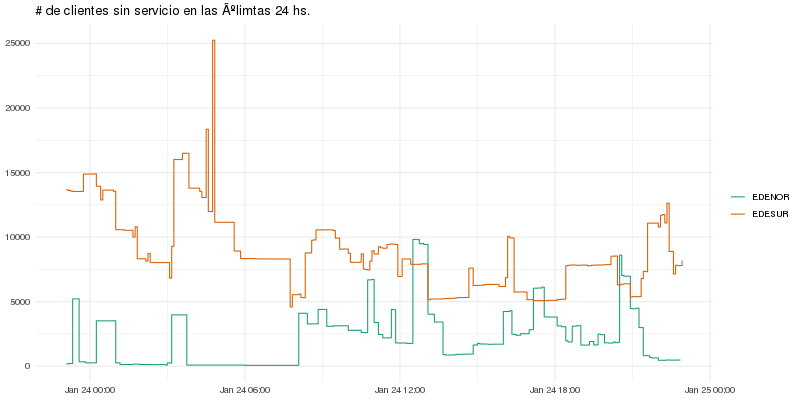 # de clientes sin servicio en las Ãºlimtas 24 hs.
25000
20000
15000
10000
5000
0
Jan 24 00:00
Jan 24 06:00
Jan 24 12:00
Jan 24 18:00
Jan 25 00:00
EDENOR
EDESUR